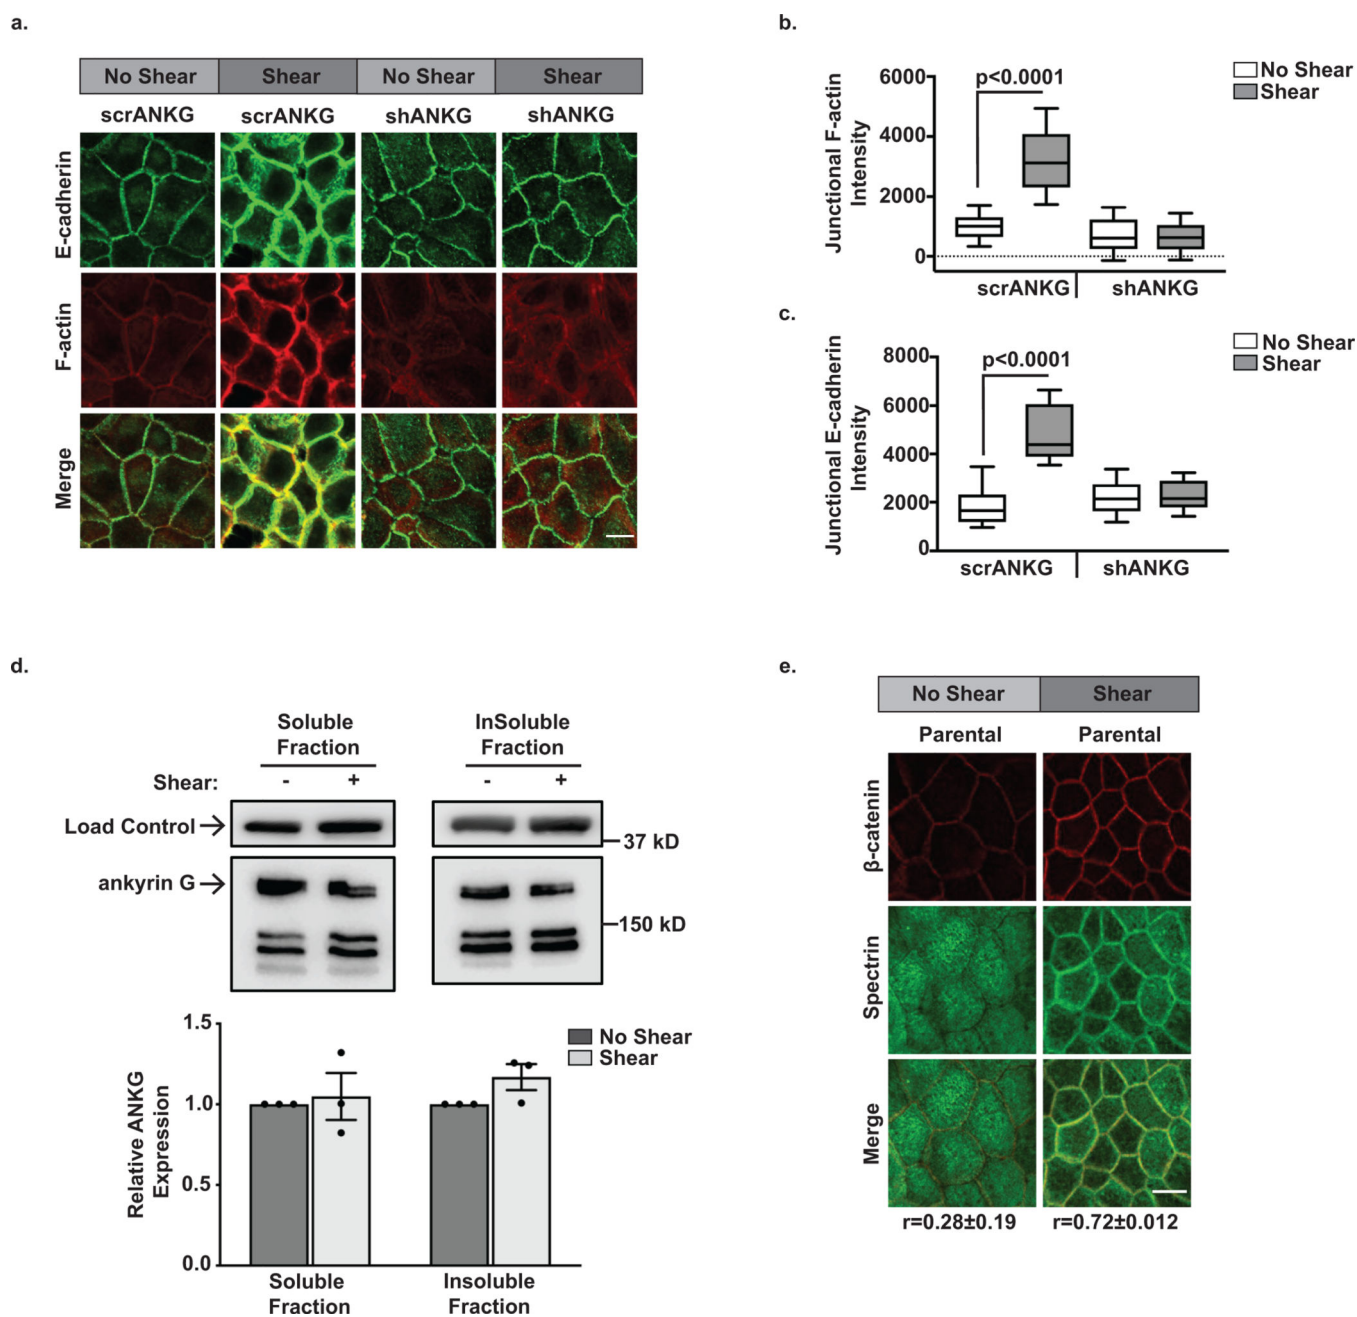 a.
No Shear Shear No Shear Shear
scrANKG scrANKG shANKG shANKG
E-cadherin
F-actin
Merge
b.
6000
4000
2000
0
Junctional F-actin
Intensity
p<0.0001
No Shear
Shear
scrANKG shANKG
c.
8000
6000
4000
2000
0
Junctional E-cadherin
Intensity
p<0.0001
No Shear
Shear
scrANKG shANKG
d.
Soluble
Fraction
InSoluble
Fraction
Shear: - + - +
Load Control
37 kD
ankyrin G
150 kD
1.5
1.0
0.5
0.0
Relative ANKG
Expression
No Shear
Shear
Soluble
Fraction
Insoluble
Fraction
e.
No Shear Shear
Parental Parental
β-catenin
Spectrin
Merge
r=0.28±0.19 r=0.72±0.012